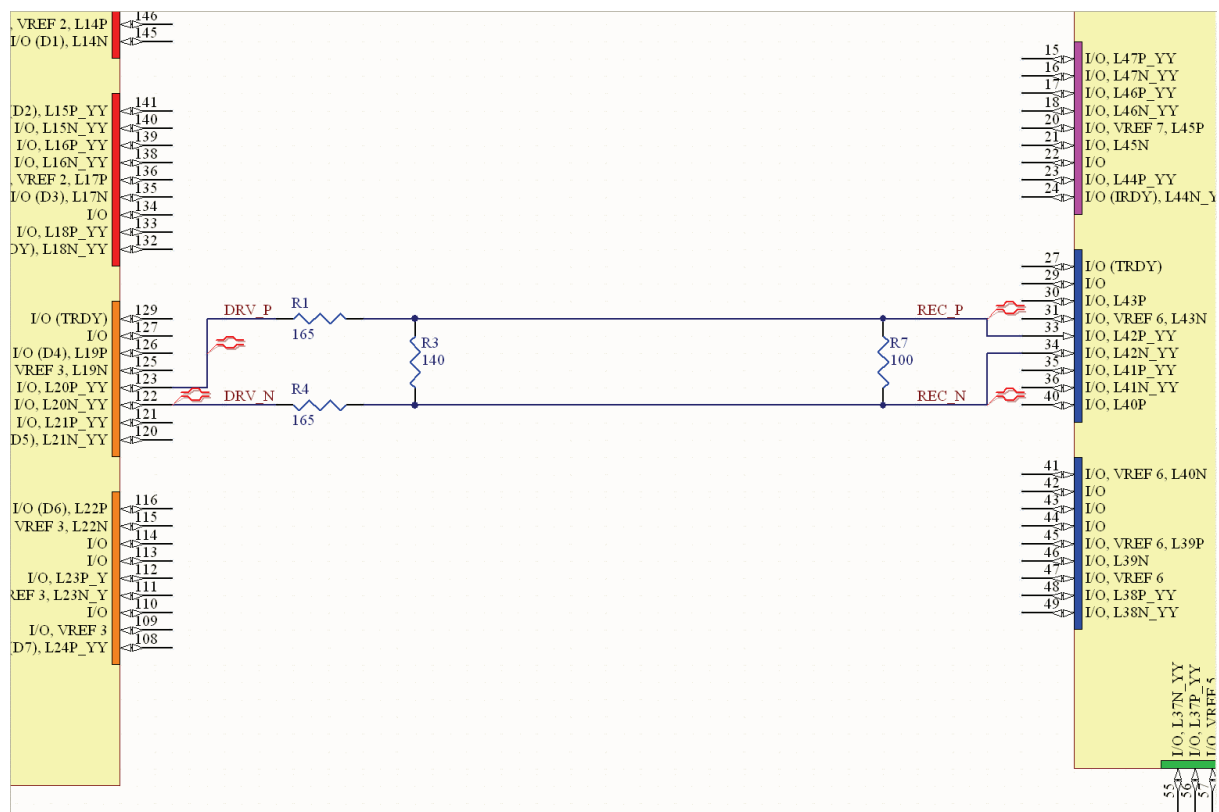 146
, VREF 2, L14P
145
I/O (D1), L14N
141
D2), L15P_YY
140
I/O, L15N_YY
139
I/O, L16P_YY
138
I/O, L16N_YY
136
, VREF 2, L17P
135
I/O (D3), L17N
134
I/O
133
I/O, L18P_YY
132
DY), L18N_YY
129
I/O (TRDY)
127
I/O
126
I/O (D4), L19P
125
VREF 3, L19N
123
I/O, L20P_YY
122
I/O, L20N_YY
121
I/O, L21P_YY
120
D5), L21N_YY
116
I/O (D6), L22P
115
VREF 3, L22N
114
I/O
113
I/O
112
I/O, L23P_Y
111
REF 3, L23N_Y
110
I/O
109
I/O, VREF 3
108
(D7), L24P_YY
DRV_P
R1
165
DRV_N
R4
165
R3
140
R7
100
REC_P
REC_N
15
I/O, L47P_YY
16
I/O, L47N_YY
17
I/O, L46P_YY
18
I/O, L46N_YY
20
I/O, VREF 7, L45P
21
I/O, L45N
22
I/O
23
I/O, L44P_YY
24
I/O (IRDY), L44N_Y
27
I/O (TRDY)
29
I/O
30
I/O, L43P
31
I/O, VREF 6, L43N
33
I/O, L42P_YY
34
I/O, L42N_YY
35
I/O, L41P_YY
36
I/O, L41N_YY
40
I/O, L40P
41
I/O, VREF 6, L40N
42
I/O
43
I/O
44
I/O
45
I/O, VREF 6, L39P
46
I/O, L39N
47
I/O, VREF 6
48
I/O, L38P_YY
49
I/O, L38N_YY
I/O, L37N_YY
I/O, L37P_YY
I/O, VREF 5
55
56
57